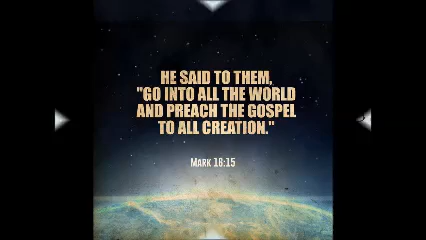 HE SAID TO THEM,
"GO INTO ALL THE WORLD
AND PREACH THE GOSPEL
TO ALL CREATION."
MARK 16:15